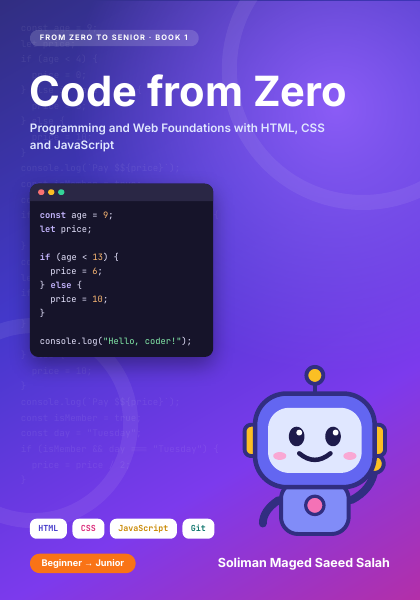 FROM ZERO TO SENIOR · BOOK 1
Code from Zero
Programming and Web Foundations with HTML, CSS
and JavaScript
const age = 9;
let price;
if (age < 13) {
  price = 6;
} else {
  price = 10;
}
console.log("Hello, coder!");
HTML CSS JavaScript Git
Beginner → Junior
Soliman Maged Saeed Salah